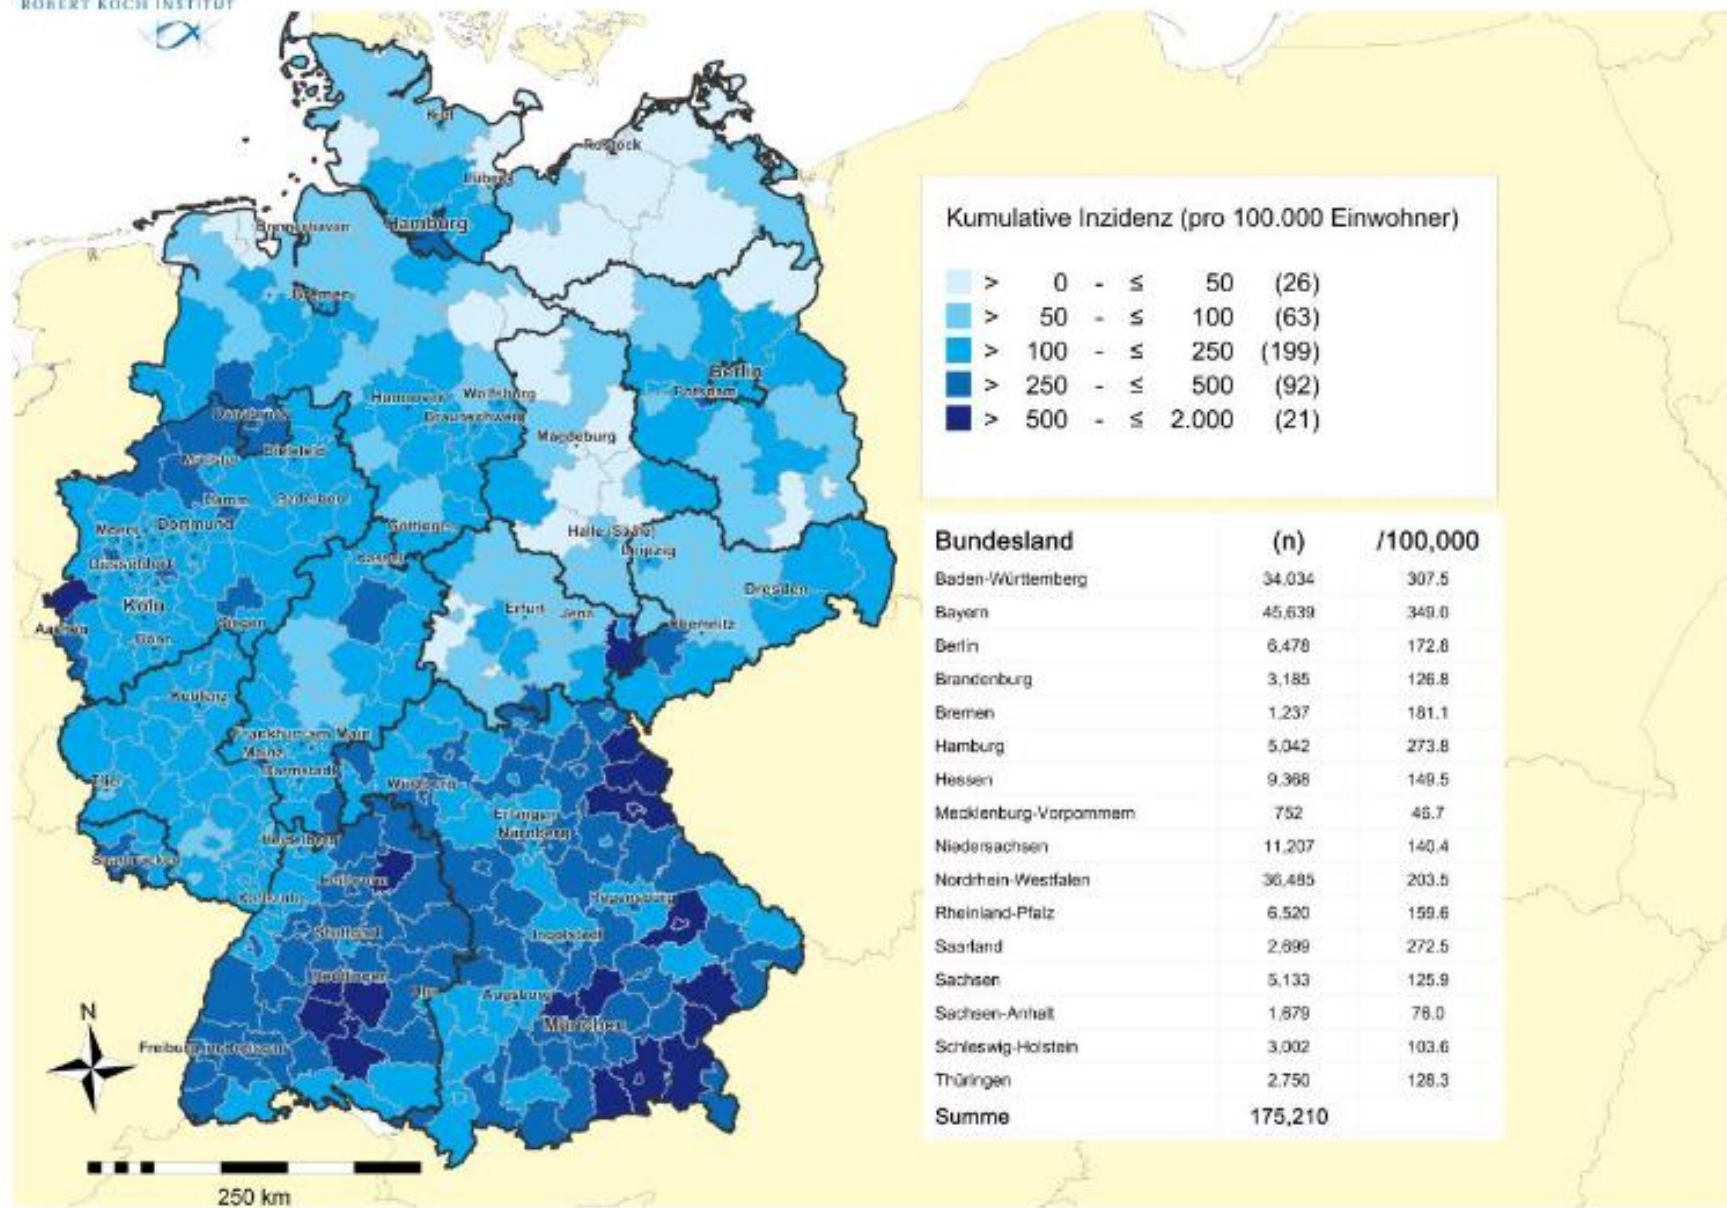 ROBERT KOCH INSTITUT
Kiel
Rostock
Lübeck
Hamburg
Bremerhaven
Bremen
Berlin
Potsdam
Hannover
Wolfsburg
Braunschweig
Osnabrück
Magdeburg
Münster
Bielefeld
Hamm
Paderborn
Moers
Dortmund
Göttingen
Halle (Saale)
Leipzig
Düsseldorf
Kassel
Dresden
Köln
Erfurt
Jena
Chemnitz
Aachen
Siegen
Bonn
Koblenz
Frankfurt am Main
Mainz
Darmstadt
Trier
Würzburg
Erlangen
Nürnberg
Heidelberg
Saarbrücken
Heilbronn
Karlsruhe
Regensburg
Stuttgart
Ingolstadt
Reutlingen
Ulm
Augsburg
München
Freiburg im Breisgau
N
250 km
Kumulative Inzidenz (pro 100.000 Einwohner)
> 0 - ≤ 50 (26)
> 50 - ≤ 100 (63)
> 100 - ≤ 250 (199)
> 250 - ≤ 500 (92)
> 500 - ≤ 2.000 (21)
Bundesland (n) /100,000
Baden-Württemberg 34,034 307.5
Bayern 45,639 349.0
Berlin 6,478 172.8
Brandenburg 3,185 126.8
Bremen 1,237 181.1
Hamburg 5,042 273.8
Hessen 9,368 149.5
Mecklenburg-Vorpommern 752 46.7
Niedersachsen 11,207 140.4
Nordrhein-Westfalen 36,485 203.5
Rheinland-Pfalz 6,520 159.6
Saarland 2,699 272.5
Sachsen 5,133 125.9
Sachsen-Anhalt 1,679 76.0
Schleswig-Holstein 3,002 103.6
Thüringen 2,750 128.3
Summe 175,210